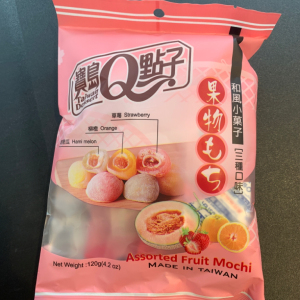 寶島
Q點子
Taiwan
Dessert
和風小菓子
【三種口味】
果物もち
草莓 Strawberry
柳橙 Orange
哈瓜 Hami melon
Assorted Fruit Mochi
MADE IN TAIWAN
Net Weight : 120g (4.2 oz)